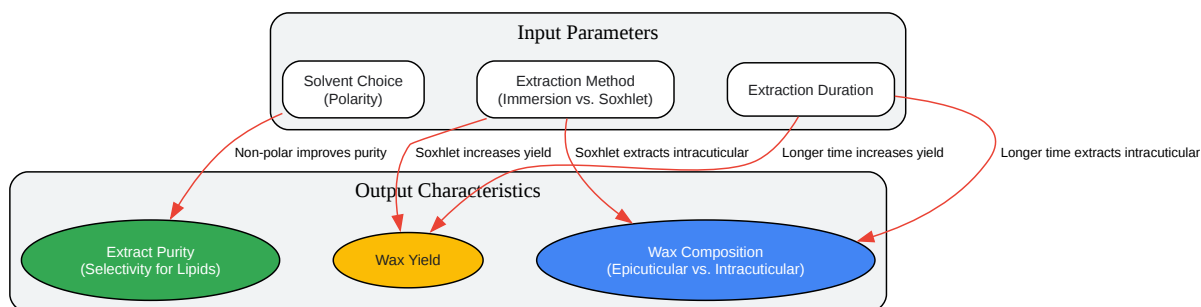 Input Parameters
Solvent Choice
(Polarity)
Extraction Method
(Immersion vs. Soxhlet)
Extraction Duration
Non-polar improves purity
Soxhlet increases yield
Soxhlet extracts intracuticular
Longer time increases yield
Longer time extracts intracuticular
Output Characteristics
Extract Purity
(Selectivity for Lipids)
Wax Yield
Wax Composition
(Epicuticular vs. Intracuticular)